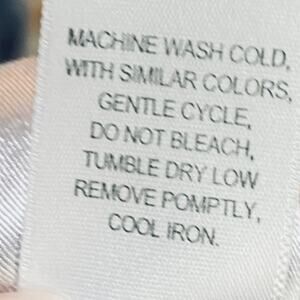 MACHINE WASH COLD,
WITH SIMILAR COLORS,
GENTLE CYCLE,
DO NOT BLEACH,
TUMBLE DRY LOW
REMOVE POMPTLY,
COOL IRON.